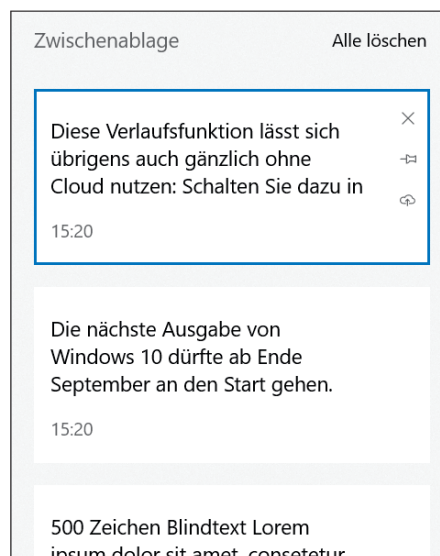 Zwischenablage Alle löschen
Diese Verlaufsfunktion lässt sich
übrigens auch gänzlich ohne
Cloud nutzen: Schalten Sie dazu in
15:20
Die nächste Ausgabe von
Windows 10 dürfte ab Ende
September an den Start gehen.
15:20
500 Zeichen Blindtext Lorem
ipsum dolor sit amet, consetetur